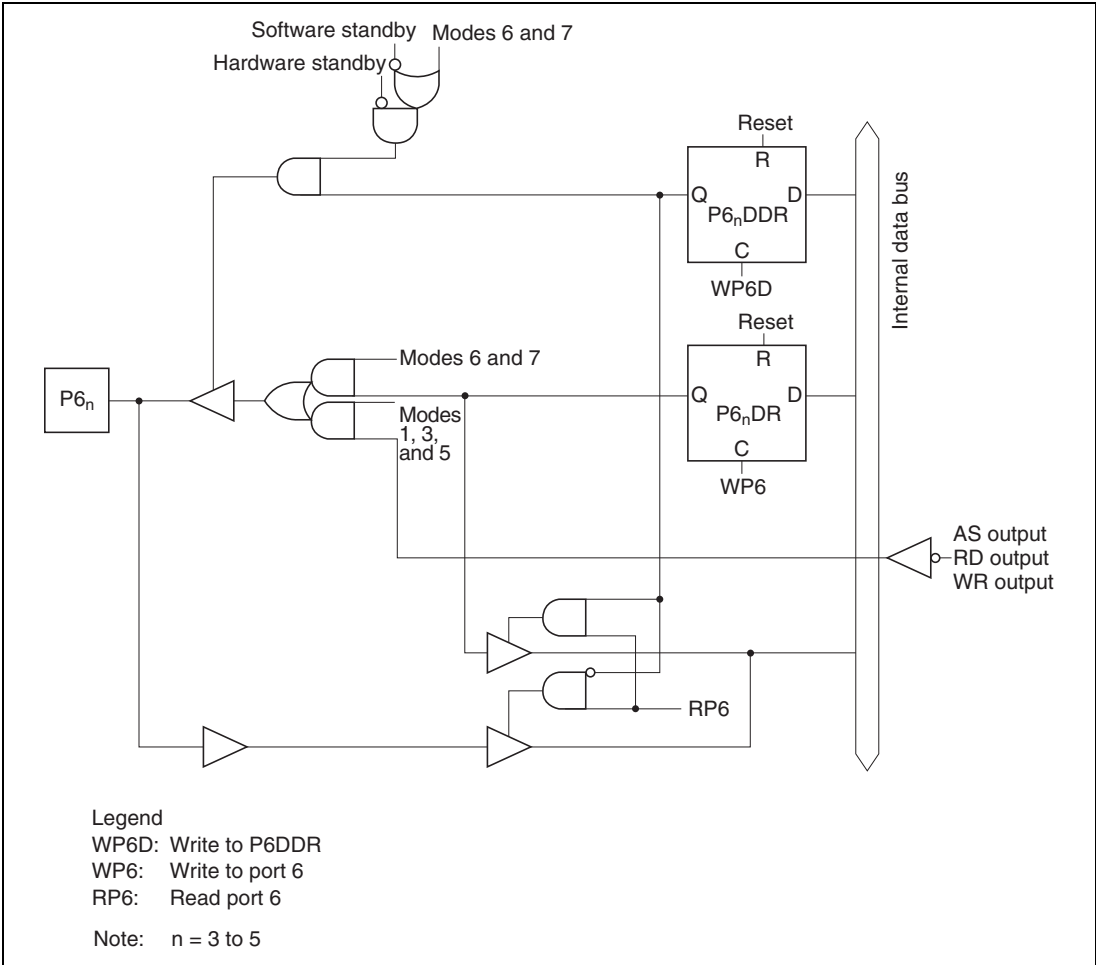 Software standby
Modes 6 and 7
Hardware standby
Reset
R
Q
D
P6nDDR
C
WP6D
Internal data bus
Reset
R
Q
D
P6nDR
C
WP6
Modes 6 and 7
P6n
Modes
1, 3,
and 5
AS output
RD output
WR output
RP6
Legend
WP6D: Write to P6DDR
WP6: Write to port 6
RP6: Read port 6
Note: n = 3 to 5